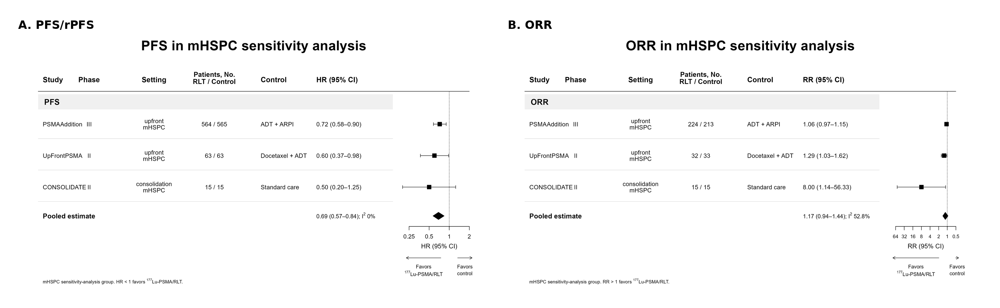 A. PFS/rPFS
PFS in mHSPC sensitivity analysis
Study Phase Setting Patients, No. RLT / Control Control HR (95% CI)
PFS
PSMAAddition III upfront mHSPC 564 / 565 ADT + ARPI 0.72 (0.58–0.90)
UpFrontPSMA II upfront mHSPC 63 / 63 Docetaxel + ADT 0.60 (0.37–0.98)
CONSOLIDATE II consolidation mHSPC 15 / 15 Standard care 0.50 (0.20–1.25)
Pooled estimate 0.69 (0.57–0.84); I² 0%
0.25 0.5 1 2
HR (95% CI)
Favors ¹⁷⁷Lu-PSMA/RLT Favors control
mHSPC sensitivity-analysis group. HR < 1 favors ¹⁷⁷Lu-PSMA/RLT.
B. ORR
ORR in mHSPC sensitivity analysis
Study Phase Setting Patients, No. RLT / Control Control RR (95% CI)
ORR
PSMAAddition III upfront mHSPC 224 / 213 ADT + ARPI 1.06 (0.97–1.15)
UpFrontPSMA II upfront mHSPC 32 / 33 Docetaxel + ADT 1.29 (1.03–1.62)
CONSOLIDATE II consolidation mHSPC 15 / 15 Standard care 8.00 (1.14–56.33)
Pooled estimate 1.17 (0.94–1.44); I² 52.8%
64 32 16 8 4 2 1 0.5
RR (95% CI)
Favors ¹⁷⁷Lu-PSMA/RLT Favors control
mHSPC sensitivity-analysis group. RR > 1 favors ¹⁷⁷Lu-PSMA/RLT.